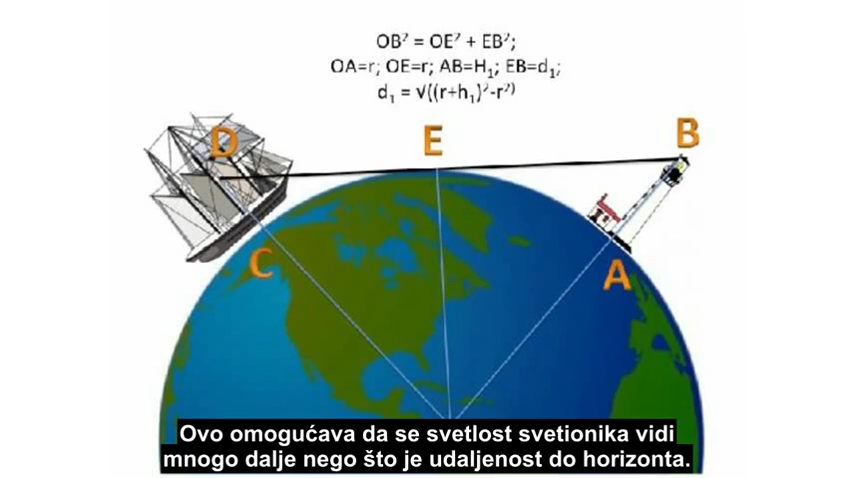 OB² = OE² + EB²;
OA=r; OE=r; AB=H₁; EB=d₁;
d₁ = √((r+h₁)²-r²)
D
E
B
C
A
Ovo omogućava da se svetlost svetionika vidi
mnogo dalje nego što je udaljenost do horizonta.